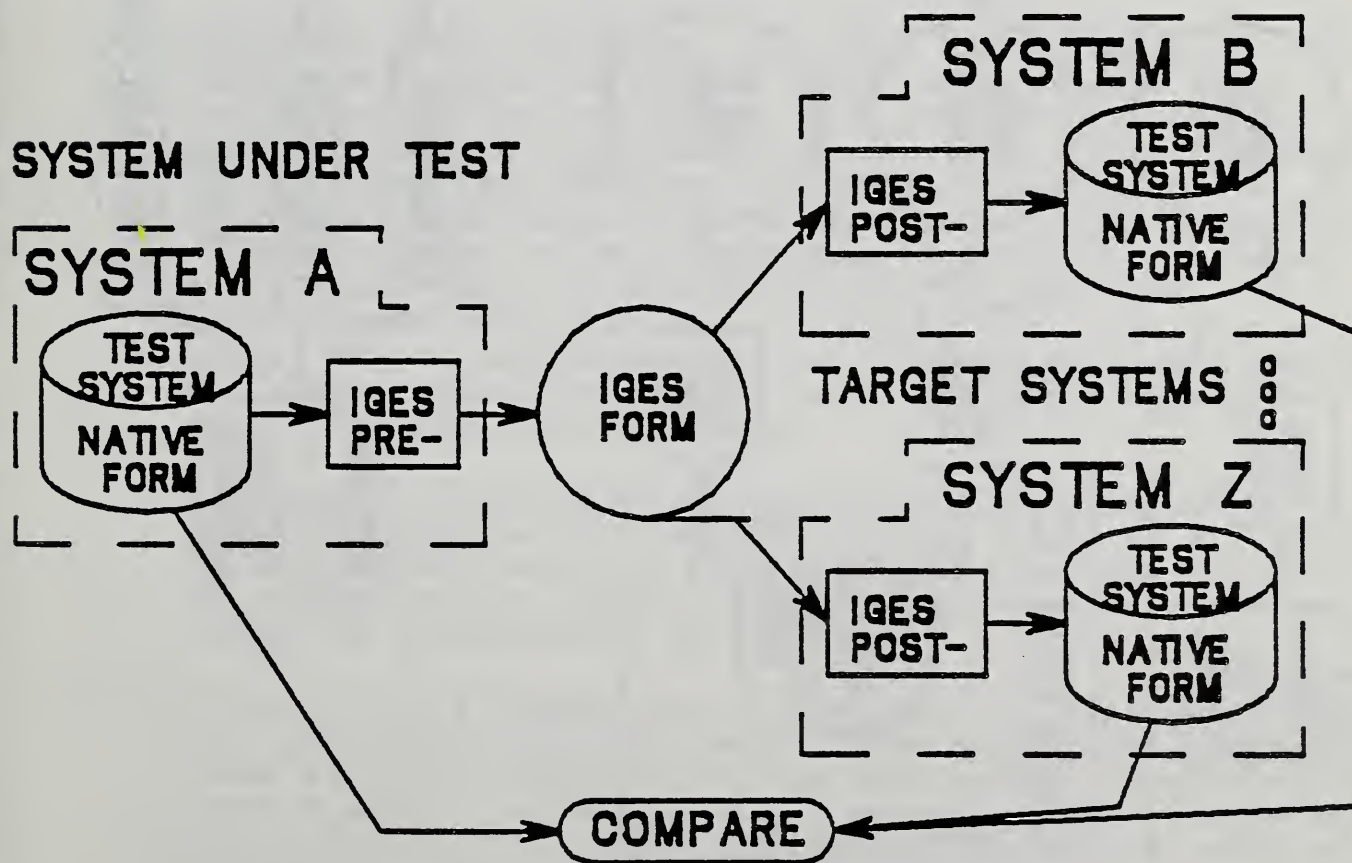 SYSTEM UNDER TEST
SYSTEM A
TEST
SYSTEM
NATIVE
FORM
IGES
PRE-
IGES
FORM
SYSTEM B
IGES
POST-
TEST
SYSTEM
NATIVE
FORM
TARGET SYSTEMS
SYSTEM Z
IGES
POST-
TEST
SYSTEM
NATIVE
FORM
COMPARE